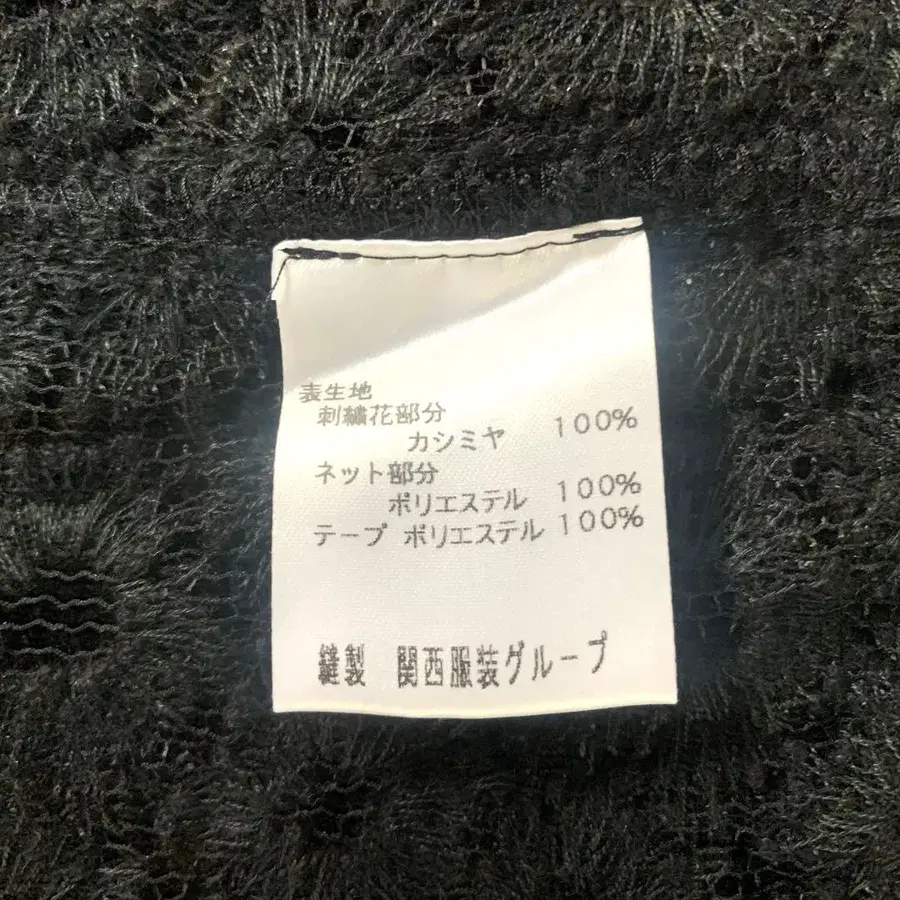 表生地
刺繍花部分
カシミヤ 100%
ネット部分
ポリエステル 100%
テープ ポリエステル 100%
縫製 関西服装グループ